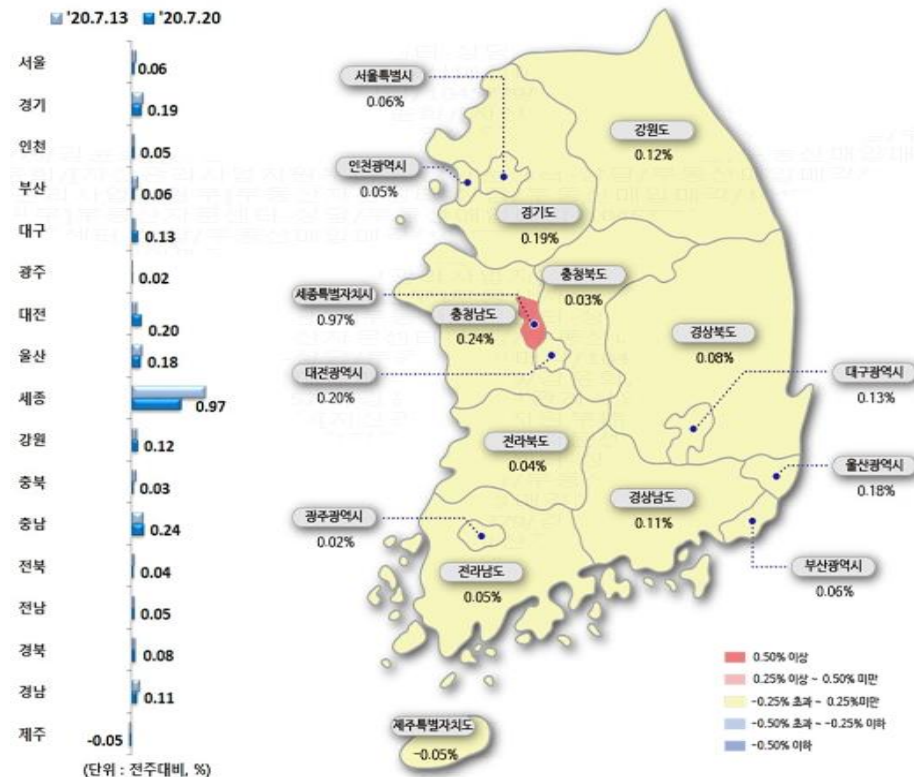 '20.7.13 '20.7.20
서울 0.06
경기 0.19
인천 0.05
부산 0.06
대구 0.13
광주 0.02
대전 0.20
울산 0.18
세종 0.97
강원 0.12
충북 0.03
충남 0.24
전북 0.04
전남 0.05
경북 0.08
경남 0.11
제주 -0.05
(단위 : 전주대비, %)
서울특별시
0.06%
강원도
0.12%
인천광역시
0.05%
경기도
0.19%
충청북도
0.03%
세종특별자치시
0.97%
충청남도
0.24%
경상북도
0.08%
대전광역시
0.20%
대구광역시
0.13%
전라북도
0.04%
울산광역시
0.18%
경상남도
0.11%
광주광역시
0.02%
전라남도
0.05%
부산광역시
0.06%
제주특별자치도
-0.05%
0.50% 이상
0.25% 이상 ~ 0.50% 미만
-0.25% 초과 ~ 0.25%미만
-0.50% 초과 ~ -0.25% 이하
-0.50% 이하